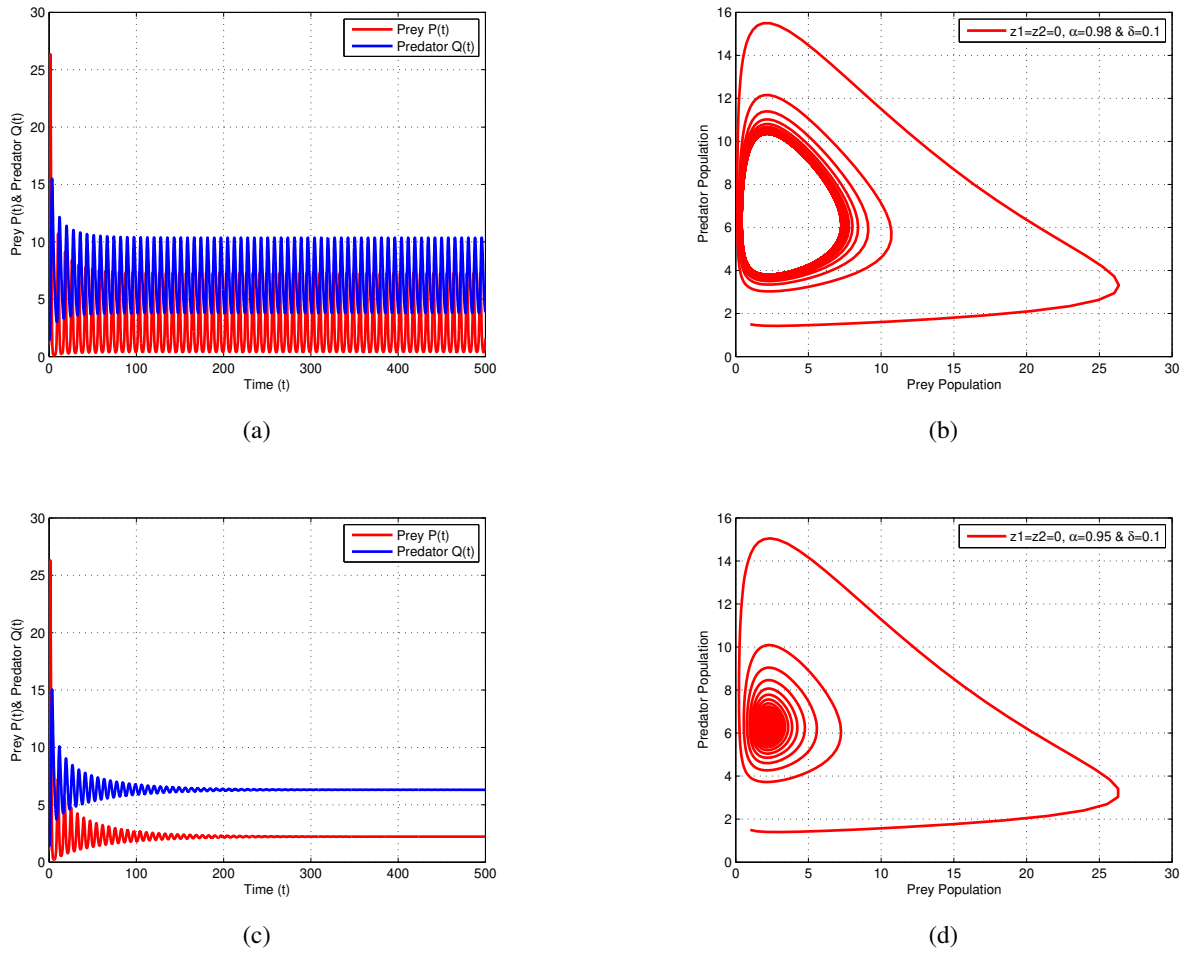 30
25
20
15
10
5
0
Prey P(t)& Predator Q(t)
Prey P(t)
Predator Q(t)
0 100 200 300 400 500
Time (t)
(a)
16
14
12
10
8
6
4
2
0
Predator Population
z1=z2=0, α=0.98 & δ=0.1
0 5 10 15 20 25 30
Prey Population
(b)
30
25
20
15
10
5
0
Prey P(t)& Predator Q(t)
Prey P(t)
Predator Q(t)
0 100 200 300 400 500
Time (t)
(c)
16
14
12
10
8
6
4
2
0
Predator Population
z1=z2=0, α=0.95 & δ=0.1
0 5 10 15 20 25 30
Prey Population
(d)